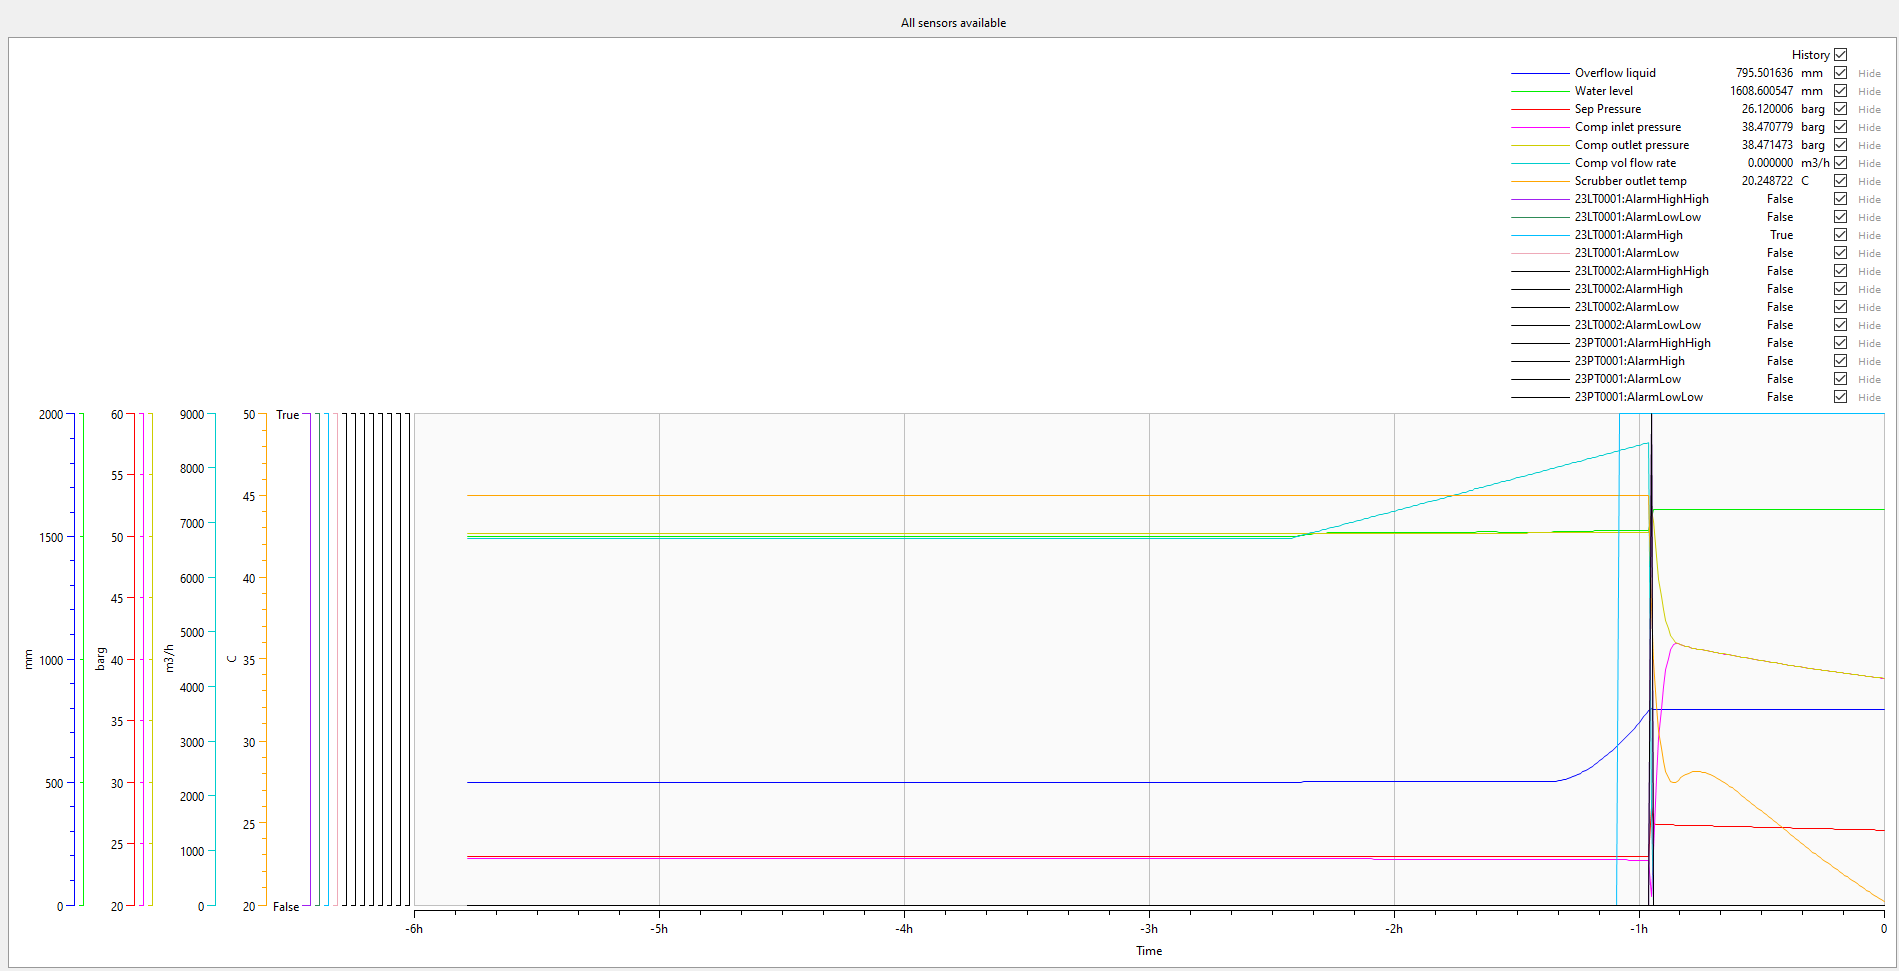 All sensors available
History
Overflow liquid 795.501636 mm Hide
Water level 1608.600547 mm Hide
Sep Pressure 26.120006 barg Hide
Comp inlet pressure 38.470779 barg Hide
Comp outlet pressure 38.471473 barg Hide
Comp vol flow rate 0.000000 m3/h Hide
Scrubber outlet temp 20.248722 C Hide
23LT0001:AlarmHighHigh False Hide
23LT0001:AlarmLowLow False Hide
23LT0001:AlarmHigh True Hide
23LT0001:AlarmLow False Hide
23LT0002:AlarmHighHigh False Hide
23LT0002:AlarmHigh False Hide
23LT0002:AlarmLow False Hide
23LT0002:AlarmLowLow False Hide
23PT0001:AlarmHighHigh False Hide
23PT0001:AlarmHigh False Hide
23PT0001:AlarmLow False Hide
23PT0001:AlarmLowLow False Hide
2000 60 9000 50 True
55 8000
45
1500 50 7000
6000 40
45
5000
mm 1000 barg 40 m3/h C 35
4000
35
3000 30
500 30 2000
25
25 1000
0 20 0 20 False
-6h -5h -4h -3h -2h -1h 0
Time